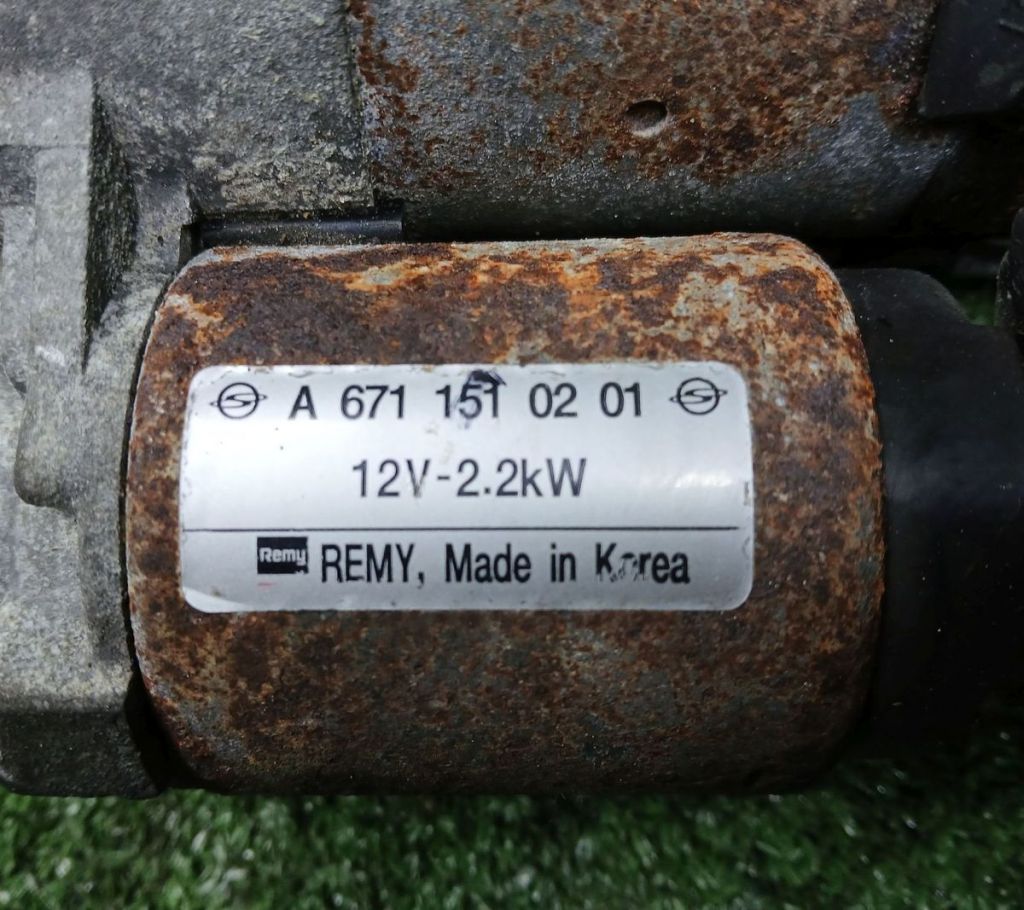 A 671 151 02 01
12V-2.2kW
Remy REMY, Made in Korea